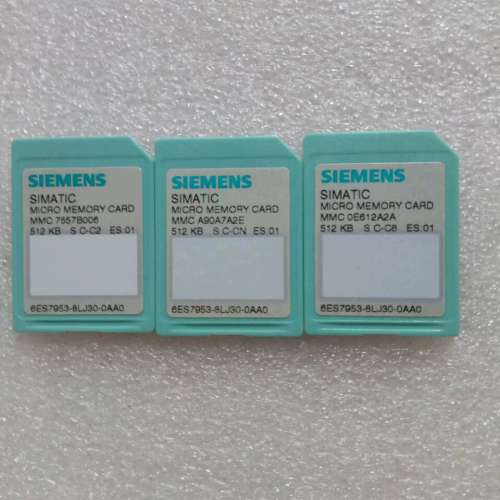 SIEMENS
SIMATIC
MICRO MEMORY CARD
MMC 7657B006
512 KB S C-C2 ES:01
6ES7953-8LJ30-0AA0
SIEMENS
SIMATIC
MICRO MEMORY CARD
MMC A90A7A2E
512 KB S C-CN ES:01
6ES7953-8LJ30-0AA0
SIEMENS
SIMATIC
MICRO MEMORY CARD
MMC 0E612A2A
512 KB S C-C8 ES:01
6ES7953-8LJ30-0AA0